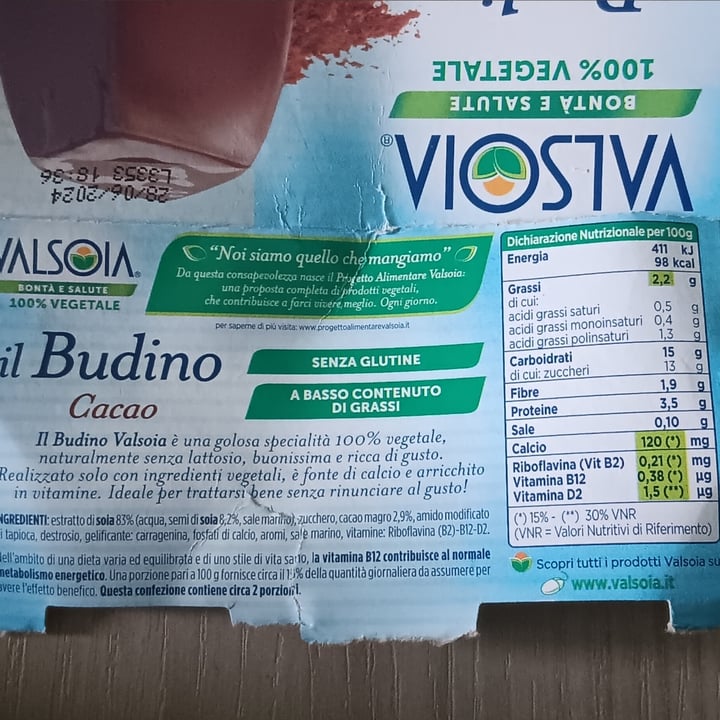 100% VEGETALE
BONTÀ E SALUTE
VALSOIA®
L3353 18:36
28/06/2024
VALSOIA®
BONTÀ E SALUTE
100% VEGETALE
"Noi siamo quello che mangiamo"
Da questa consapevolezza nasce il Progetto Alimentare Valsoia:
una proposta completa di prodotti vegetali,
che contribuisce a farci vivere meglio. Ogni giorno.
per saperne di più visita: www.progettoalimentarevalsoia.it
il Budino
Cacao
SENZA GLUTINE
A BASSO CONTENUTO
DI GRASSI
Il Budino Valsoia è una golosa specialità 100% vegetale,
naturalmente senza lattosio, buonissima e ricca di gusto.
Realizzato solo con ingredienti vegetali, è fonte di calcio e arricchito
in vitamine. Ideale per trattarsi bene senza rinunciare al gusto!
INGREDIENTI: estratto di soia 83% (acqua, semi di soia 8,2%, sale marino), zucchero, cacao magro 2,9%, amido modificato
di tapioca, destrosio, gelificante: carragenina, fosfati di calcio, aromi, sale marino, vitamine: Riboflavina (B2)-B12-D2.
Nell'ambito di una dieta varia ed equilibrata e di uno stile di vita sano, la vitamina B12 contribuisce al normale
metabolismo energetico. Una porzione pari a 100 g fornisce circa il 15% della quantità giornaliera da assumere per
avere l'effetto benefico. Questa confezione contiene circa 2 porzioni.
Dichiarazione Nutrizionale per 100g
Energia 411 kJ
98 kcal
Grassi 2,2 g
di cui:
acidi grassi saturi 0,5 g
acidi grassi monoinsaturi 0,4 g
acidi grassi polinsaturi 1,3 g
Carboidrati 15 g
di cui: zuccheri 13 g
Fibre 1,9 g
Proteine 3,5 g
Sale 0,10 g
Calcio 120 (*) mg
Riboflavina (Vit B2) 0,21 (*) mg
Vitamina B12 0,38 (*) µg
Vitamina D2 1,5 (**) µg
(*) 15% - (**) 30% VNR
(VNR = Valori Nutritivi di Riferimento)
Scopri tutti i prodotti Valsoia su
www.valsoia.it